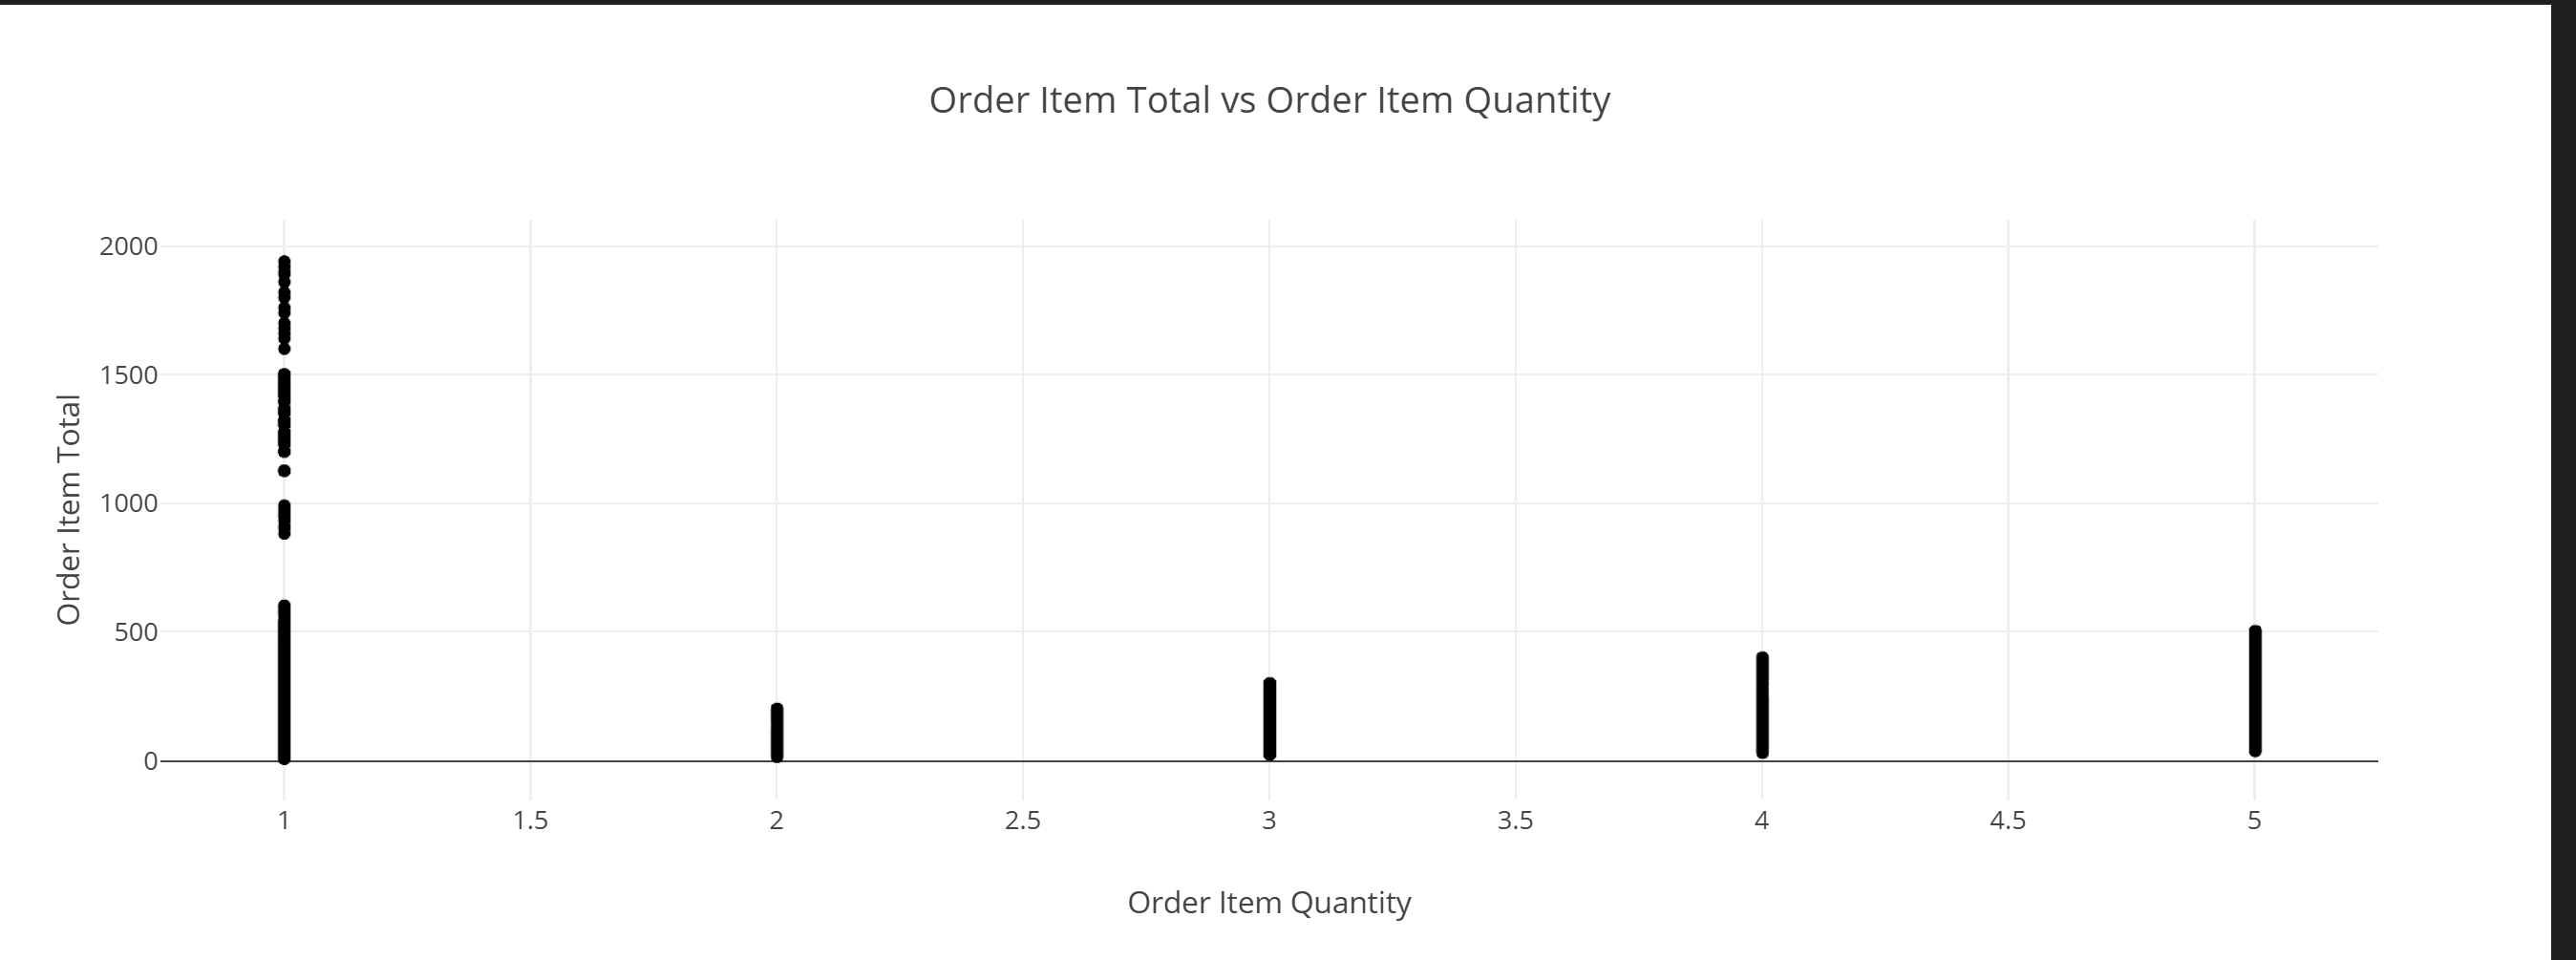 Order Item Total vs Order Item Quantity
Order Item Total
2000
1500
1000
500
0
1 1.5 2 2.5 3 3.5 4 4.5 5
Order Item Quantity